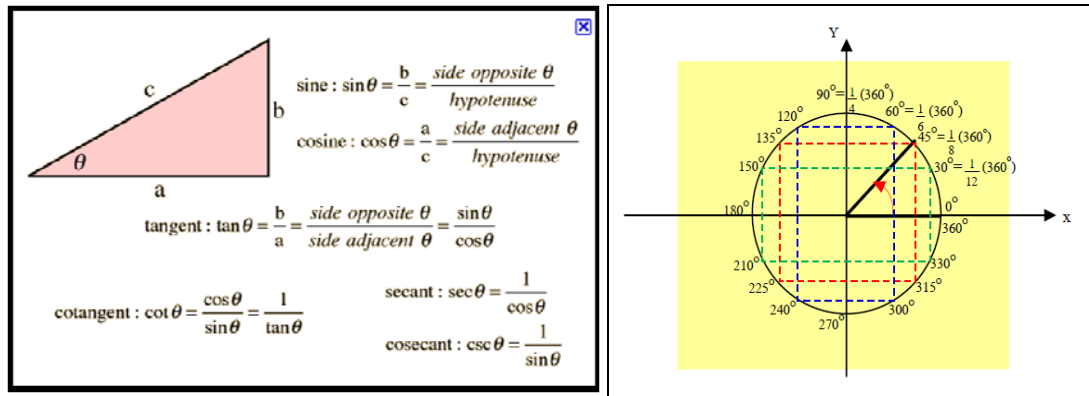 c
b
θ
a
sine : sinθ = b/c = side opposite θ / hypotenuse
cosine : cosθ = a/c = side adjacent θ / hypotenuse
tangent : tanθ = b/a = side opposite θ / side adjacent θ = sinθ/cosθ
cotangent : cotθ = cosθ/sinθ = 1/tanθ
secant : secθ = 1/cosθ
cosecant : cscθ = 1/sinθ
Y
90°=1/4(360°)
120°
60°=1/6(360°)
135°
45°=1/8(360°)
150°
30°=1/12(360°)
180°
0°
360°
x
210°
330°
225°
315°
240°
300°
270°